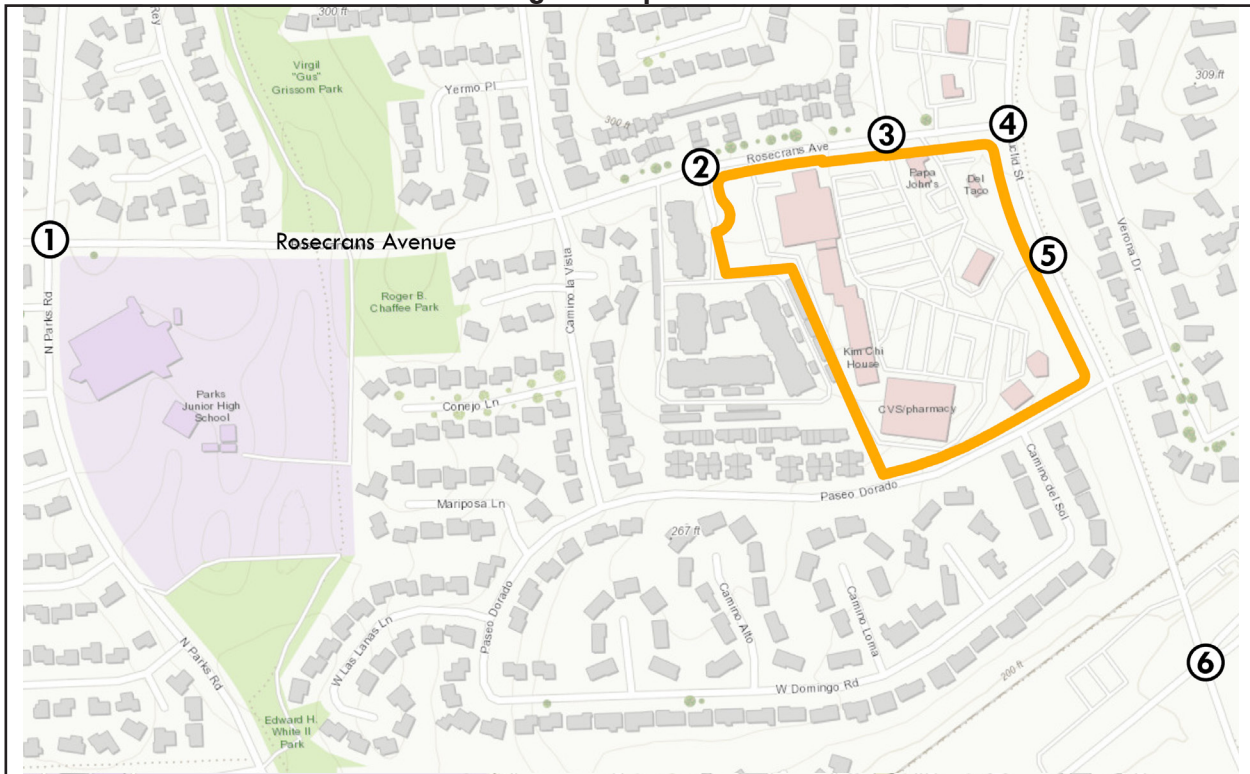 300 ft
Virgil
"Gus"
Grissom Park
Yermo Pl
309 ft
300 ft
③
④
②
Rosecrans Ave
Papa
John's
Del
Taco
Verona Dr
①
Rosecrans Avenue
⑤
N Parks Rd
Roger B.
Chaffee Park
Camino la Vista
Kim Chi
House
Parks
Junior High
School
Conejo Ln
CVS/pharmacy
Camino del Sol
Paseo Dorado
Mariposa Ln
267 ft
Paseo Dorado
Camino Alto
Camino Loma
W Las Lanas Ln
N Parks Rd
⑥
200 ft
W Domingo Rd
Edward H.
White II
Park